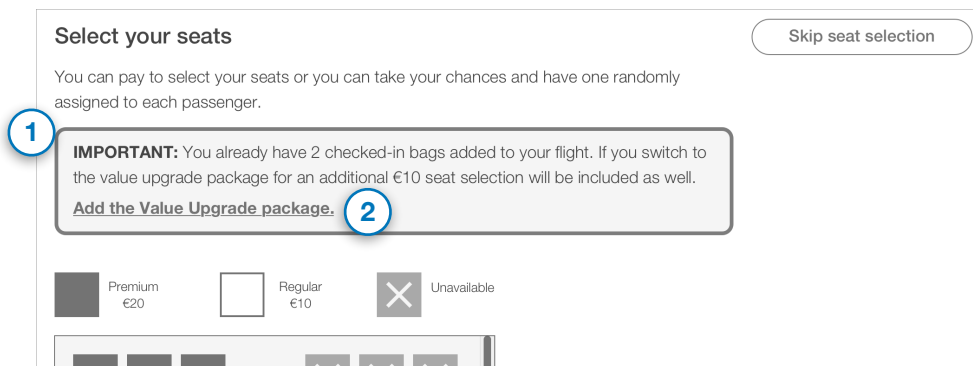 Select your seats
Skip seat selection
You can pay to select your seats or you can take your chances and have one randomly
assigned to each passenger.
1
IMPORTANT: You already have 2 checked-in bags added to your flight. If you switch to
the value upgrade package for an additional €10 seat selection will be included as well.
Add the Value Upgrade package.
2
Premium
€20
Regular
€10
Unavailable